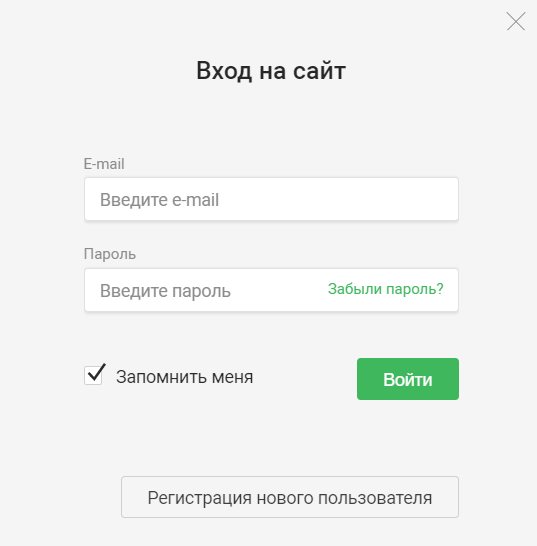 Вход на сайт
E-mail
Введите e-mail
Пароль
Введите пароль Забыли пароль?
Запомнить меня Войти
Регистрация нового пользователя